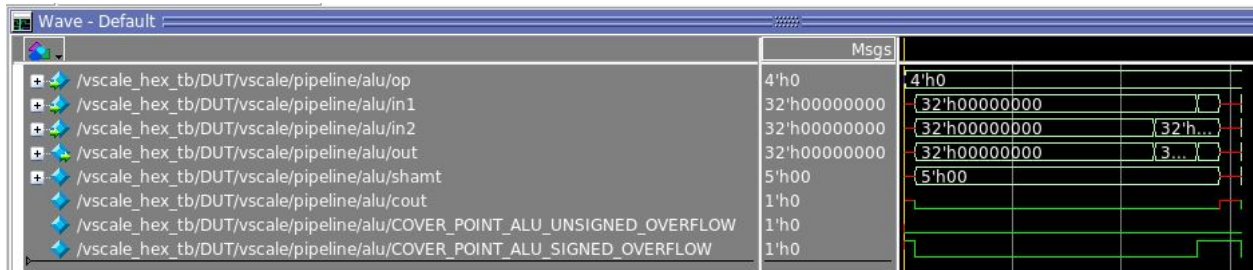 Wave - Default
Msgs
/vscale_hex_tb/DUT/vscale/pipeline/alu/op 4'h0 4'h0
/vscale_hex_tb/DUT/vscale/pipeline/alu/in1 32'h00000000 32'h00000000
/vscale_hex_tb/DUT/vscale/pipeline/alu/in2 32'h00000000 32'h00000000 32'h...
/vscale_hex_tb/DUT/vscale/pipeline/alu/out 32'h00000000 32'h00000000 3...
/vscale_hex_tb/DUT/vscale/pipeline/alu/shamt 5'h00 5'h00
/vscale_hex_tb/DUT/vscale/pipeline/alu/cout 1'h0
/vscale_hex_tb/DUT/vscale/pipeline/alu/COVER_POINT_ALU_UNSIGNED_OVERFLOW 1'h0
/vscale_hex_tb/DUT/vscale/pipeline/alu/COVER_POINT_ALU_SIGNED_OVERFLOW 1'h0